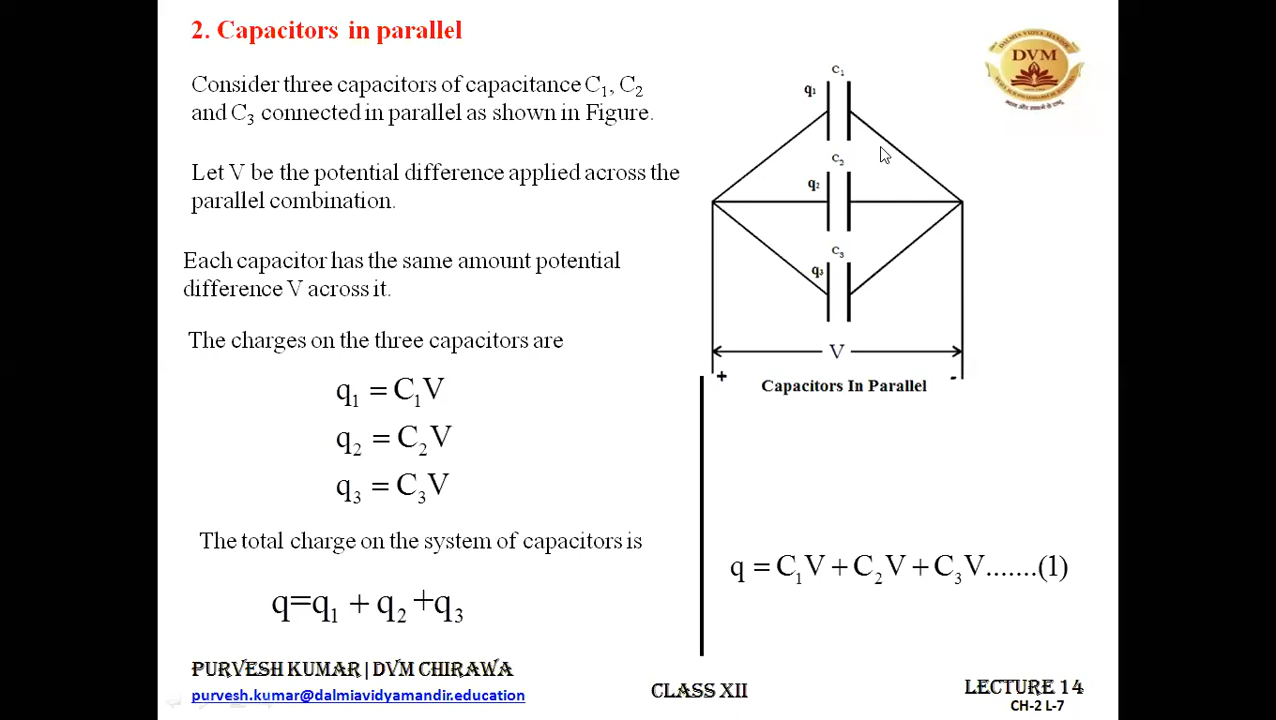 2. Capacitors in parallel
Consider three capacitors of capacitance C₁, C₂
and C₃ connected in parallel as shown in Figure.
Let V be the potential difference applied across the
parallel combination.
Each capacitor has the same amount potential
difference V across it.
The charges on the three capacitors are
q₁ = C₁V
q₂ = C₂V
q₃ = C₃V
The total charge on the system of capacitors is
q=q₁ + q₂ +q₃
C₁
q₁
C₂
q₂
C₃
q₃
V
+
-
Capacitors In Parallel
q = C₁V + C₂V + C₃V.......(1)
DVM
PURVESH KUMAR | DVM CHIRAWA
purvesh.kumar@dalmiavidyamandir.education
CLASS XII
LECTURE 14
CH-2 L-7